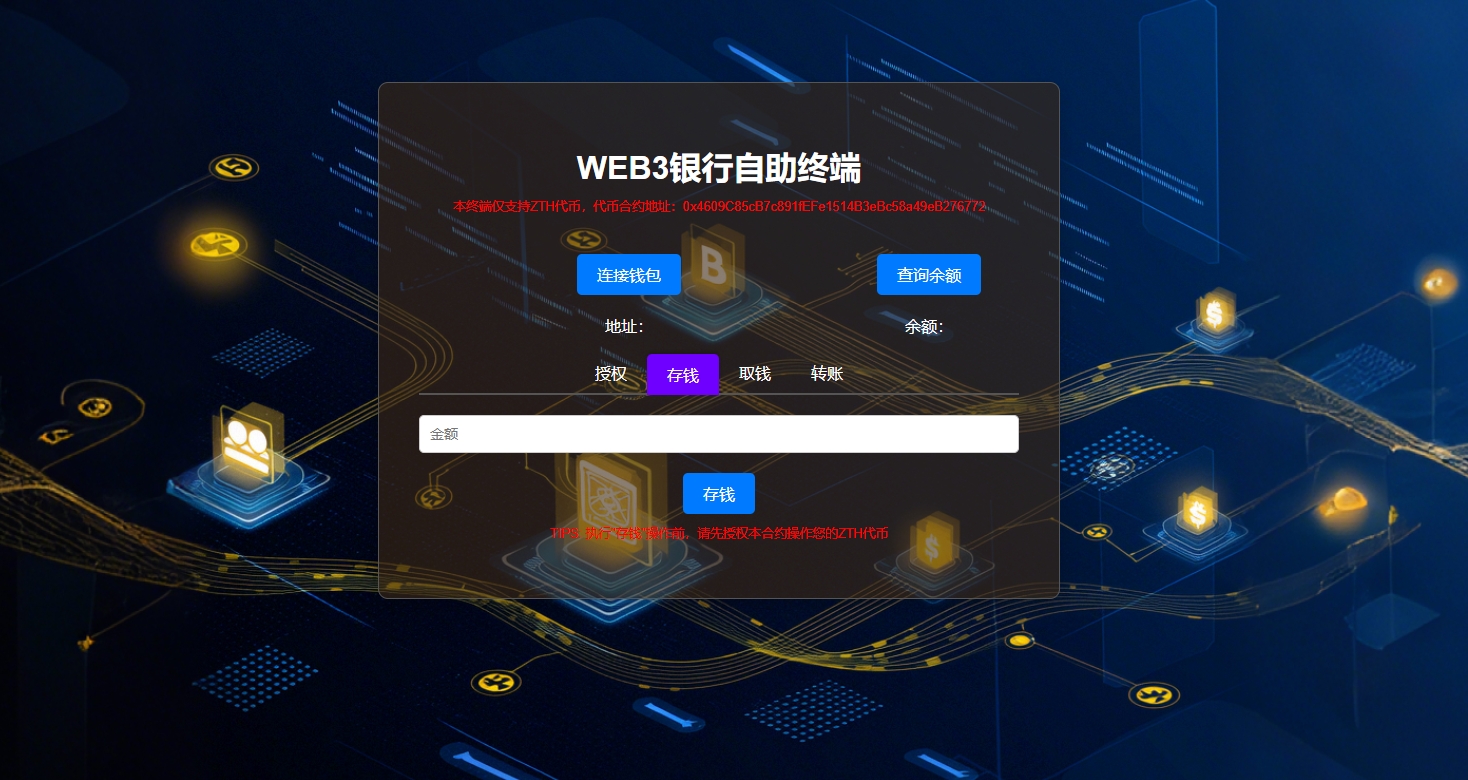 WEB3银行自助终端
本终端仅支持ZTH代币，代币合约地址：0x4609C85cB7c891fEFe1514B3eBc58a49eB276772
连接钱包 查询余额
地址： 余额：
授权 存钱 取钱 转账
金额
存钱
TIPS: 执行"存钱"操作前，请先授权本合约操作您的ZTH代币